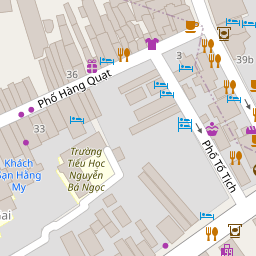 3
39b
36
Phố Hàng Quạt
33
Trường
Tiểu Học
Nguyễn
Bá Ngọc
Phố Tô Tịch
Khách
Sạn Hằng
My